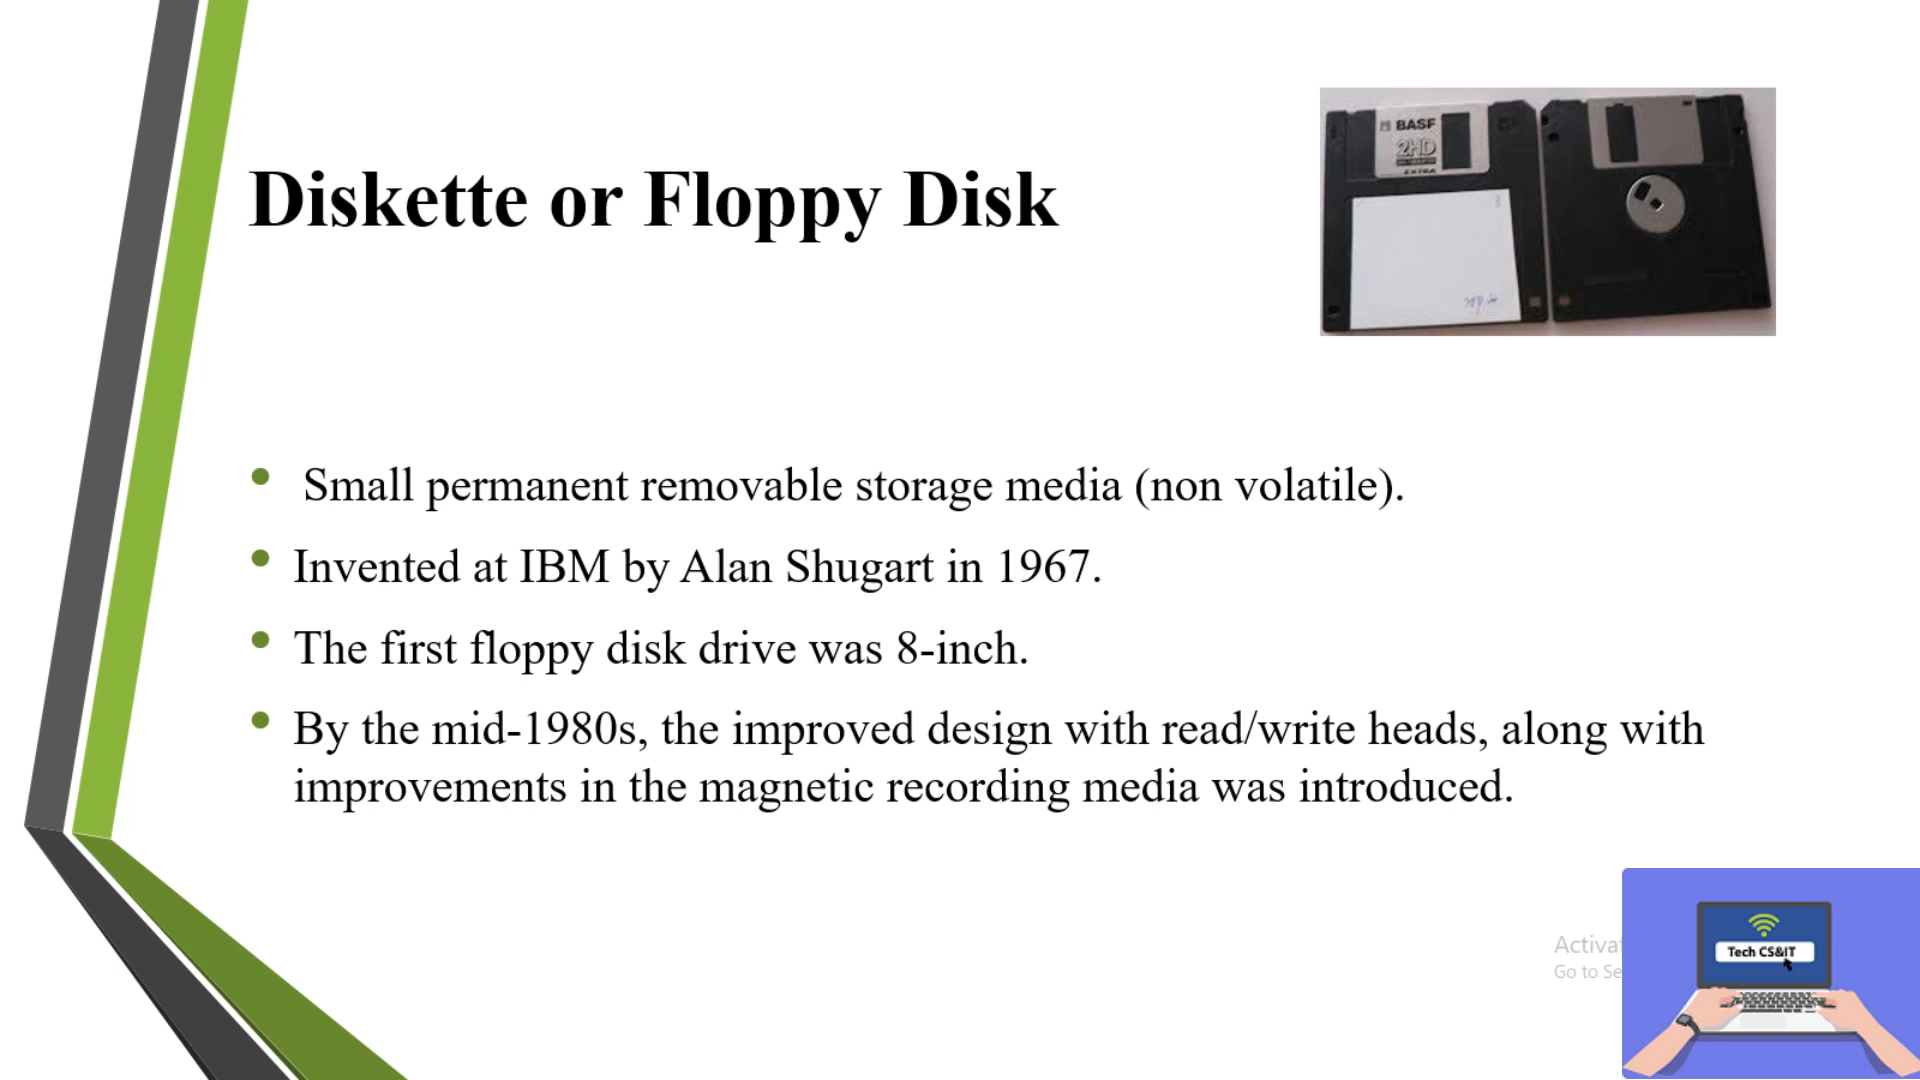 Diskette or Floppy Disk
BASF
2HD
EXTRA
• Small permanent removable storage media (non volatile).
• Invented at IBM by Alan Shugart in 1967.
• The first floppy disk drive was 8-inch.
• By the mid-1980s, the improved design with read/write heads, along with
improvements in the magnetic recording media was introduced.
Go to
Tech CS&IT